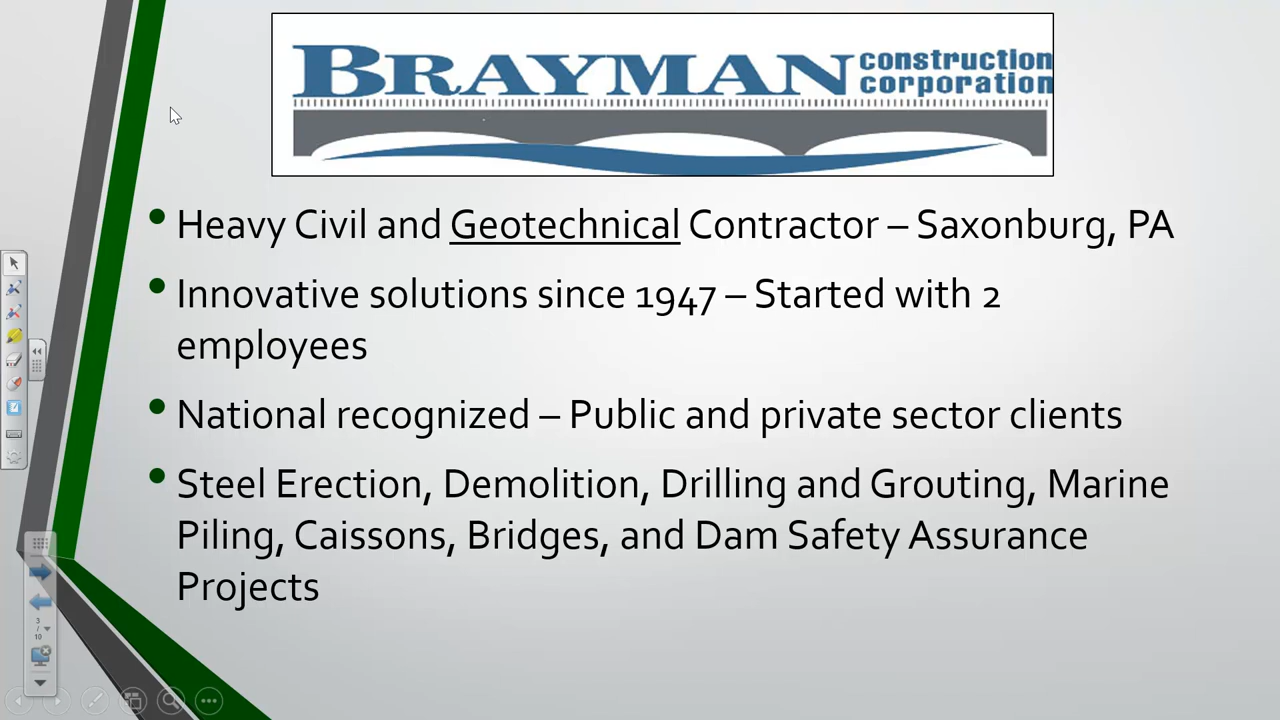 BRAYMAN construction
corporation
• Heavy Civil and Geotechnical Contractor – Saxonburg, PA
• Innovative solutions since 1947 – Started with 2
employees
• National recognized – Public and private sector clients
• Steel Erection, Demolition, Drilling and Grouting, Marine
Piling, Caissons, Bridges, and Dam Safety Assurance
Projects
3
/
10